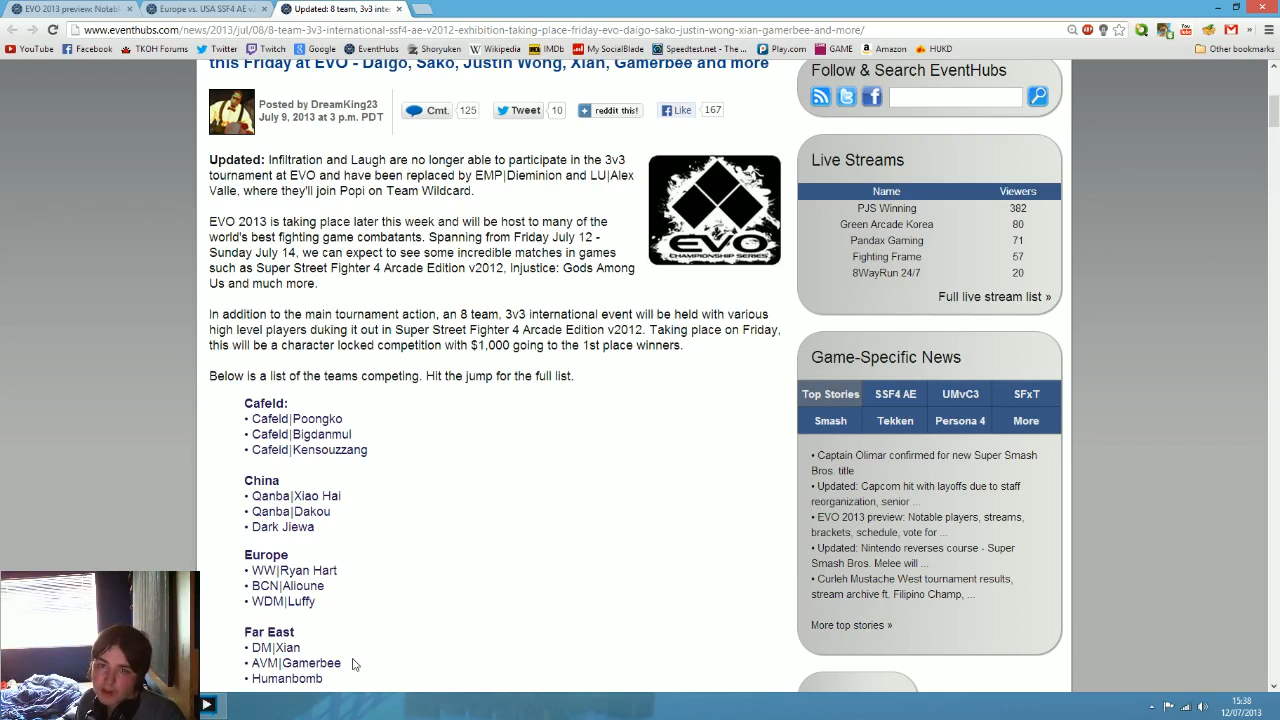 EVO 2013 preview: Notabl
Europe vs. USA SSF4 AE v
Updated: 8 team, 3v3 inte
www.eventhubs.com/news/2013/jul/08/8-team-3v3-international-ssf4-ae-v2012-exhibition-taking-place-friday-evo-daigo-sako-justin-wong-xian-gamerbee-and-more/
YouTube Facebook TKOH Forums Twitter Twitch Google EventHubs Shoryuken Wikipedia IMDb My SocialBlade Speedtest.net - The ... Play.com GAME Amazon HUKD Other bookmarks
this Friday at EVO - Daigo, Sako, Justin Wong, Xian, Gamerbee and more
Posted by DreamKing23
July 9, 2013 at 3 p.m. PDT
Cmt. 125 Tweet 10 reddit this! Like 167
Updated: Infiltration and Laugh are no longer able to participate in the 3v3
tournament at EVO and have been replaced by EMP|Dieminion and LU|Alex
Valle, where they'll join Popi on Team Wildcard.
EVO 2013 is taking place later this week and will be host to many of the
world's best fighting game combatants. Spanning from Friday July 12 -
Sunday July 14, we can expect to see some incredible matches in games
such as Super Street Fighter 4 Arcade Edition v2012, Injustice: Gods Among
Us and much more.
EVO
CHAMPIONSHIP SERIES
In addition to the main tournament action, an 8 team, 3v3 international event will be held with various
high level players duking it out in Super Street Fighter 4 Arcade Edition v2012. Taking place on Friday,
this will be a character locked competition with $1,000 going to the 1st place winners.
Below is a list of the teams competing. Hit the jump for the full list.
Cafeld:
• Cafeld|Poongko
• Cafeld|Bigdanmul
• Cafeld|Kensouzzang
China
• Qanba|Xiao Hai
• Qanba|Dakou
• Dark Jiewa
Europe
• WW|Ryan Hart
• BCN|Alioune
• WDM|Luffy
Far East
• DM|Xian
• AVM|Gamerbee
• Humanbomb
Follow & Search EventHubs
Live Streams
Name Viewers
PJS Winning 382
Green Arcade Korea 80
Pandax Gaming 71
Fighting Frame 57
8WayRun 24/7 20
Full live stream list »
Game-Specific News
Top Stories SSF4 AE UMvC3 SFxT
Smash Tekken Persona 4 More
• Captain Olimar confirmed for new Super Smash
Bros. title
• Updated: Capcom hit with layoffs due to staff
reorganization, senior ...
• EVO 2013 preview: Notable players, streams,
brackets, schedule, vote for ...
• Updated: Nintendo reverses course - Super
Smash Bros. Melee will ...
• Curleh Mustache West tournament results,
stream archive ft. Filipino Champ, ...
More top stories »
15:38
12/07/2013